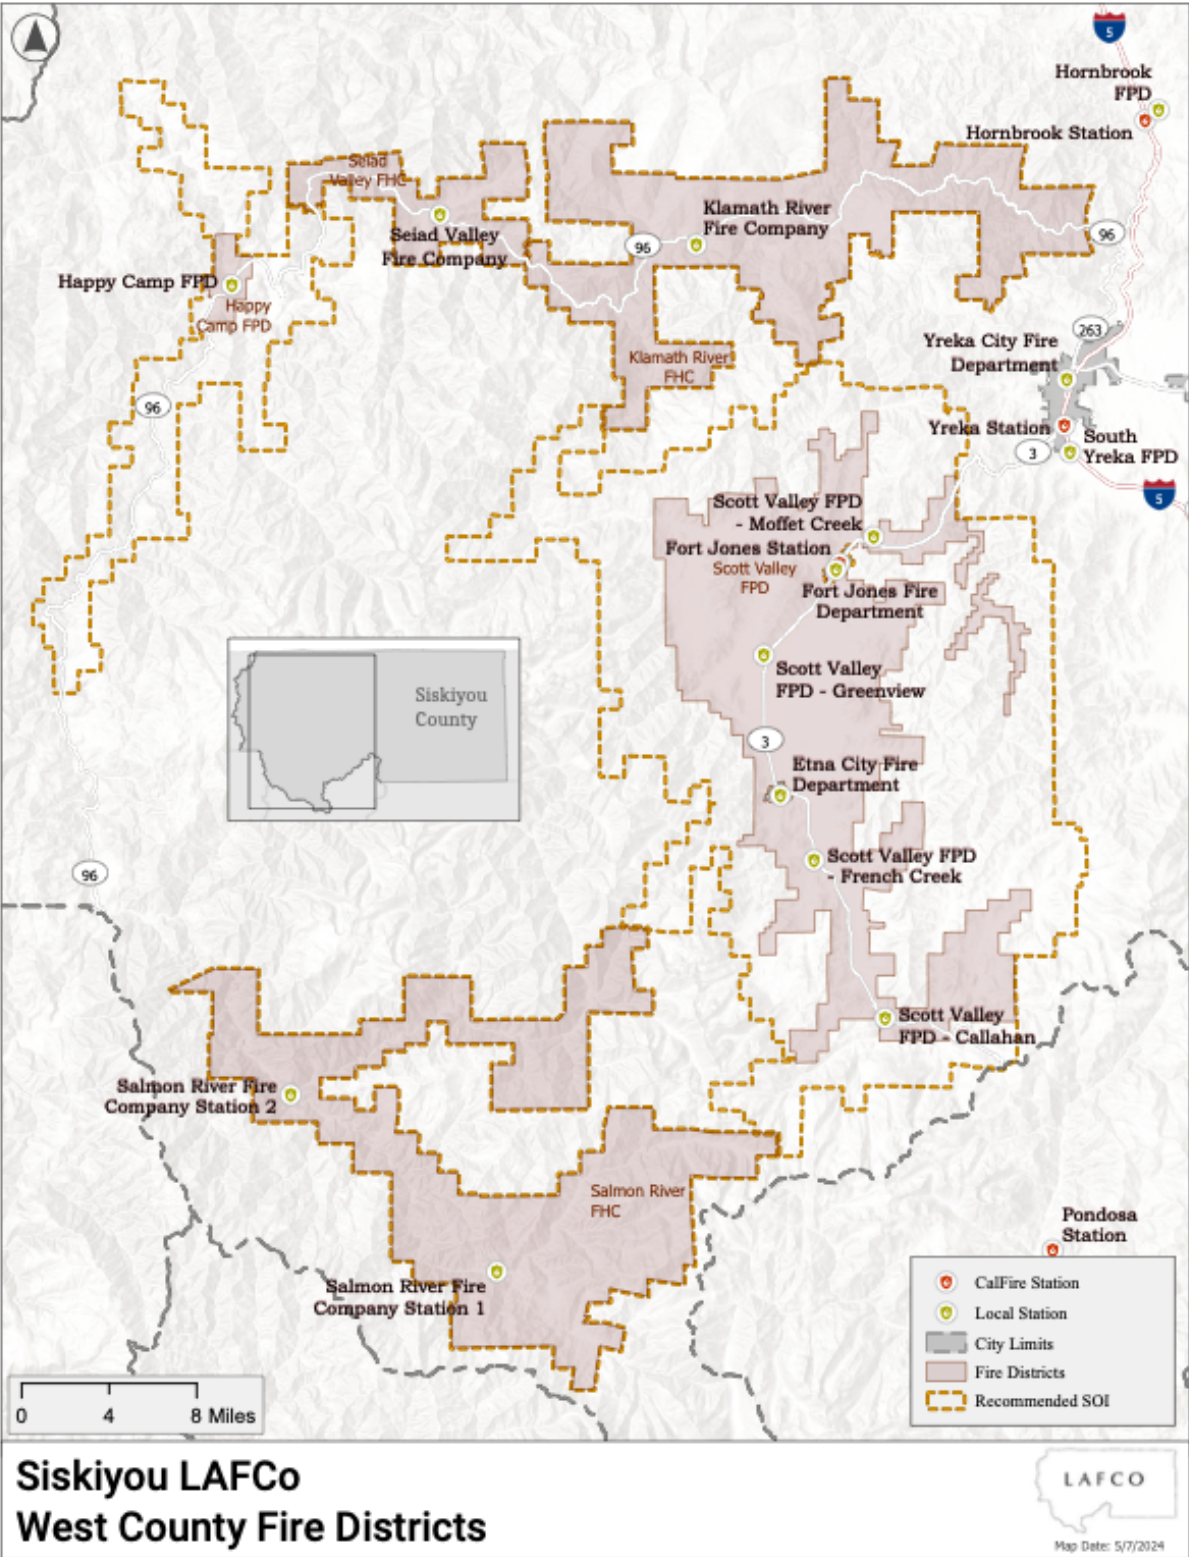 5
Hornbrook
FPD
Hornbrook Station
Seiad
Valley FHC
Klamath River
Fire Company
Seiad Valley
Fire Company
96
96
Happy Camp FPD
Happy
Camp FPD
263
Yreka City Fire
Department
Klamath River
FHC
96
Yreka Station
South
Yreka FPD
3
5
Scott Valley FPD
- Moffet Creek
Fort Jones Station
Scott Valley
FPD
Fort Jones Fire
Department
Scott Valley
FPD - Greenview
Siskiyou
County
3
Etna City Fire
Department
Scott Valley FPD
- French Creek
96
Scott Valley
FPD - Callahan
Salmon River Fire
Company Station 2
Salmon River
FHC
Pondosa
Station
Salmon River Fire
Company Station 1
CalFire Station
Local Station
City Limits
Fire Districts
Recommended SOI
0 4 8 Miles
Siskiyou LAFCo
West County Fire Districts
LAFCO
Map Date: 5/7/2024